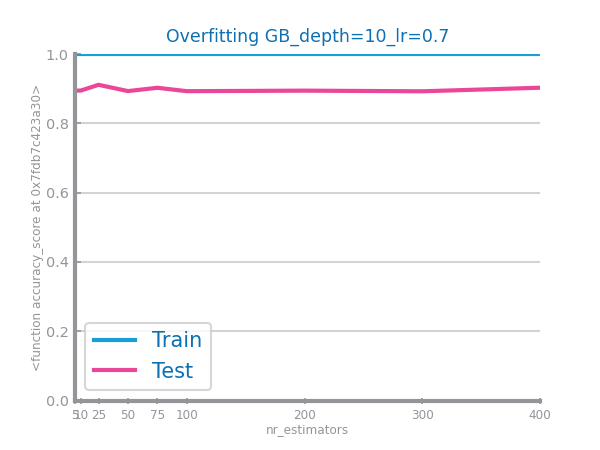 Overfitting GB_depth=10_lr=0.7
<function accuracy_score at 0x7fdb7c423a30>
1.0
0.8
0.6
0.4
0.2
0.0
Train
Test
5 10 25 50 75 100 200 300 400
nr_estimators